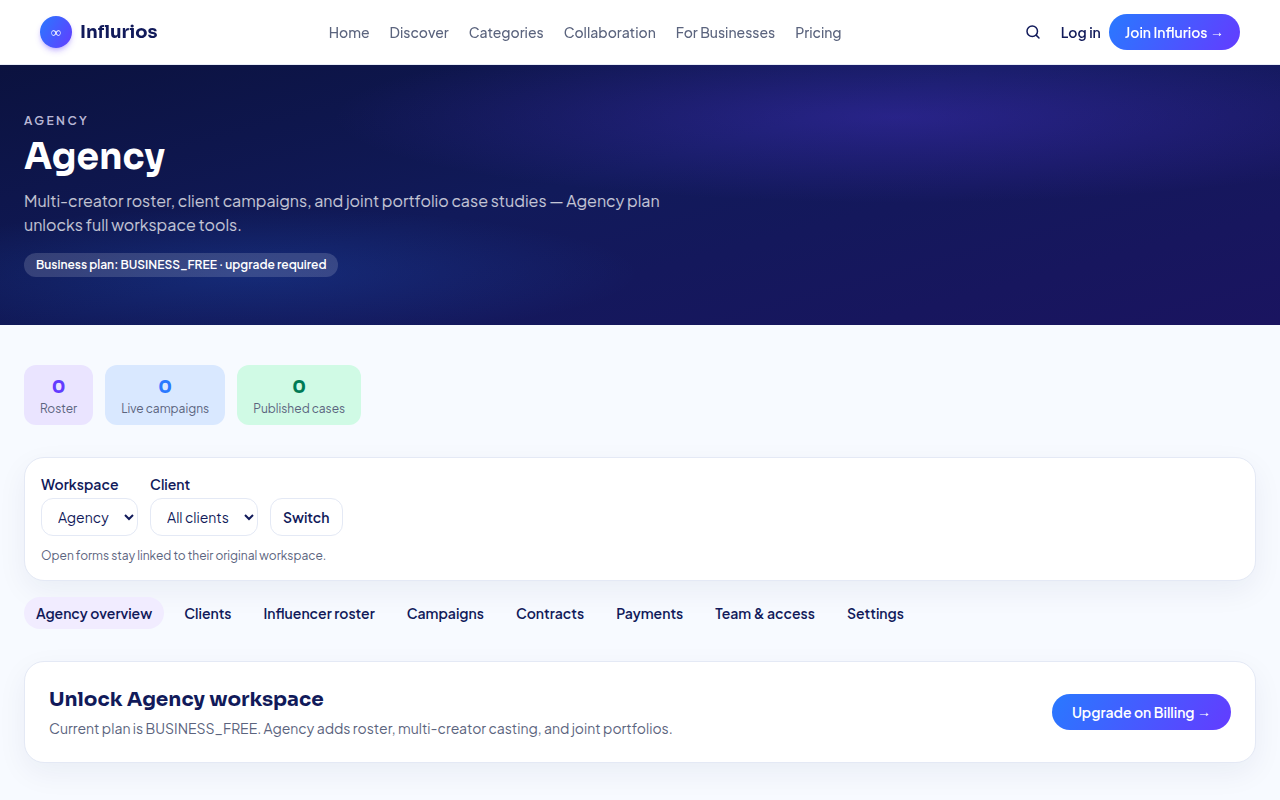 ∞ Influrios
Home Discover Categories Collaboration For Businesses Pricing
Log in Join Influrios →
AGENCY
Agency
Multi-creator roster, client campaigns, and joint portfolio case studies — Agency plan
unlocks full workspace tools.
Business plan: BUSINESS_FREE · upgrade required
0 0 0
Roster Live campaigns Published cases
Workspace Client
Agency All clients Switch
Open forms stay linked to their original workspace.
Agency overview Clients Influencer roster Campaigns Contracts Payments Team & access Settings
Unlock Agency workspace
Current plan is BUSINESS_FREE. Agency adds roster, multi-creator casting, and joint portfolios.
Upgrade on Billing →